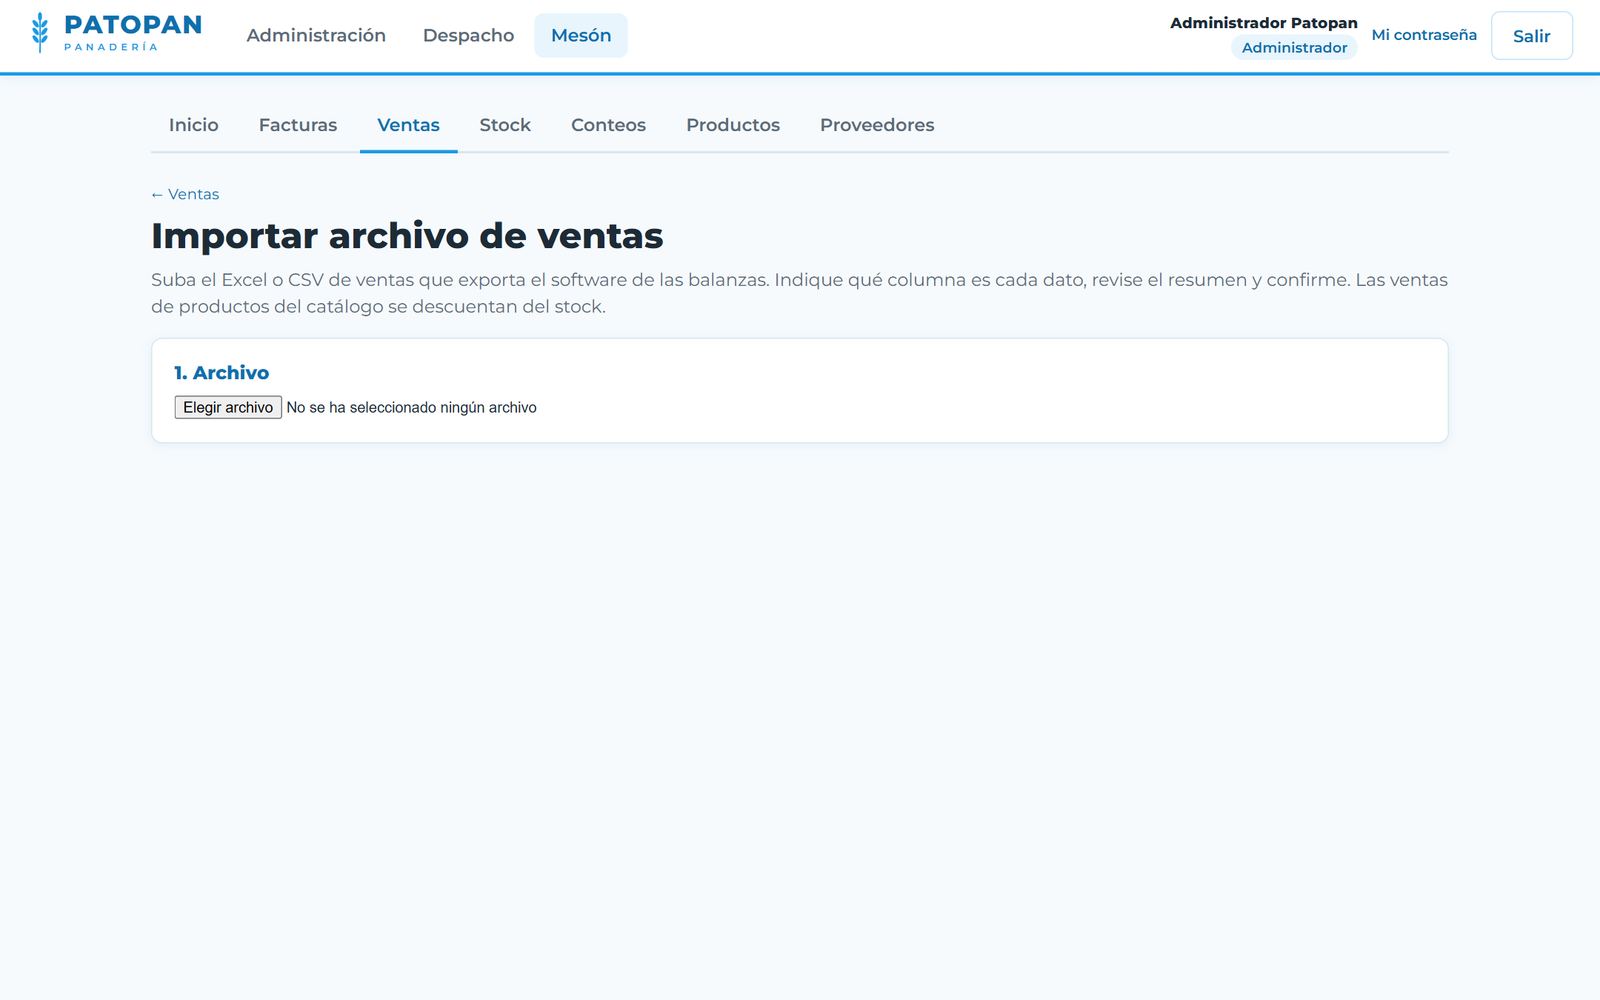 PATOPAN
PANADERÍA
Administración
Despacho
Mesón
Administrador Patopan
Administrador
Mi contraseña
Salir
Inicio
Facturas
Ventas
Stock
Conteos
Productos
Proveedores
← Ventas
Importar archivo de ventas
Suba el Excel o CSV de ventas que exporta el software de las balanzas. Indique qué columna es cada dato, revise el resumen y confirme. Las ventas
de productos del catálogo se descuentan del stock.
1. Archivo
Elegir archivo No se ha seleccionado ningún archivo